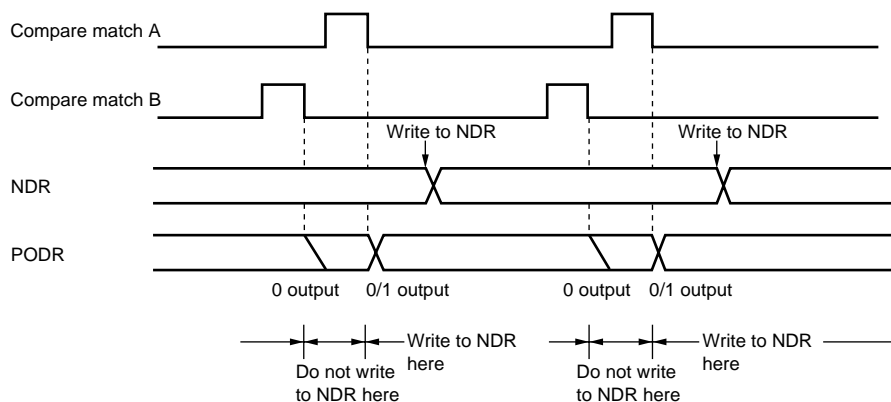 Compare match A
Compare match B
Write to NDR
Write to NDR
NDR
PODR
0 output
0/1 output
0 output
0/1 output
Write to NDR
here
Do not write
to NDR here
Write to NDR
here
Do not write
to NDR here